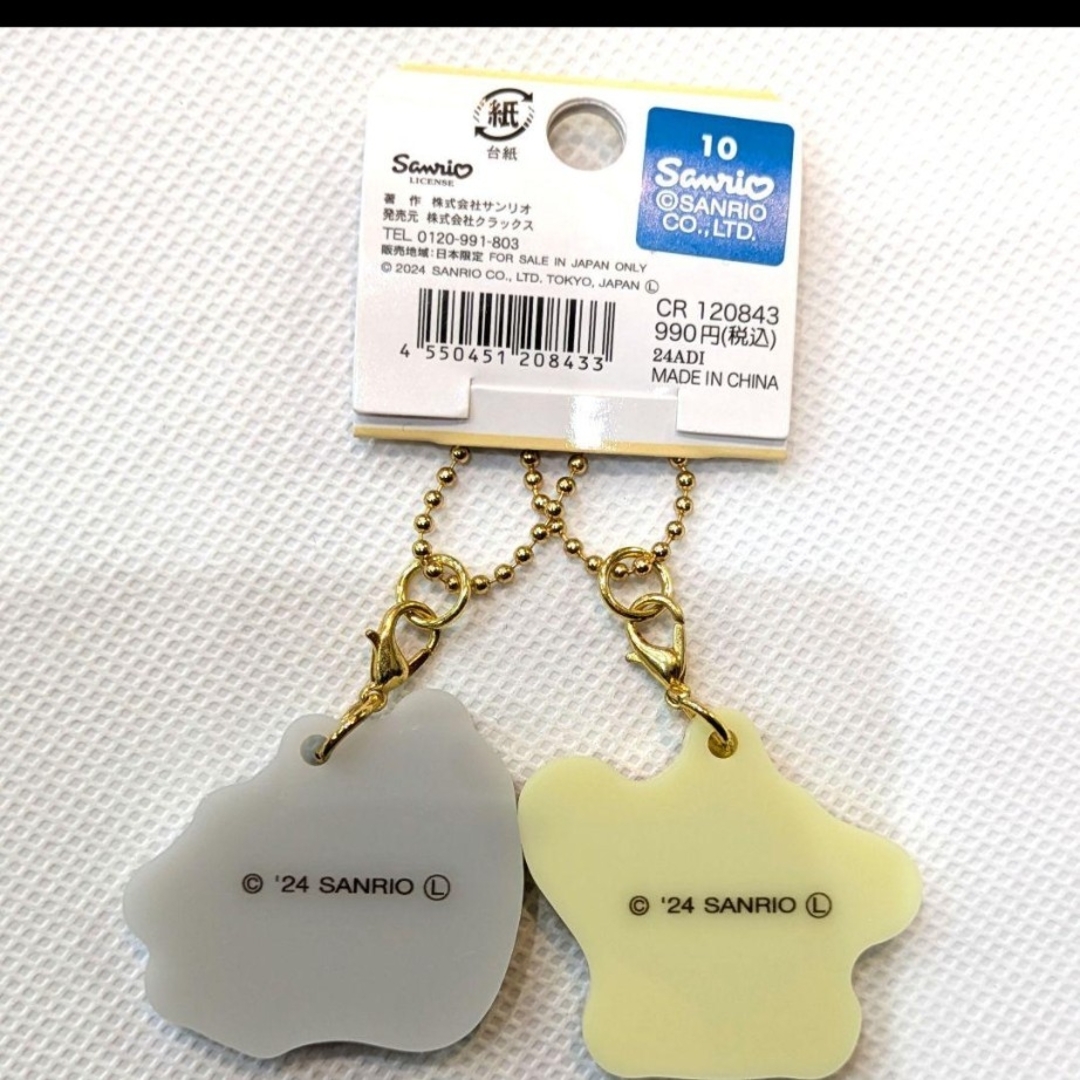 紙
台紙
Sanrio
LICENSE
著 作 株式会社サンリオ
発売元 株式会社クラックス
TEL 0120-991-803
販売地域:日本限定 FOR SALE IN JAPAN ONLY
© 2024 SANRIO CO., LTD. TOKYO, JAPAN Ⓛ
4 550451 208433
10
Sanrio
©SANRIO
CO.,LTD.
CR 120843
990円(税込)
24ADI
MADE IN CHINA
© '24 SANRIO Ⓛ
© '24 SANRIO Ⓛ